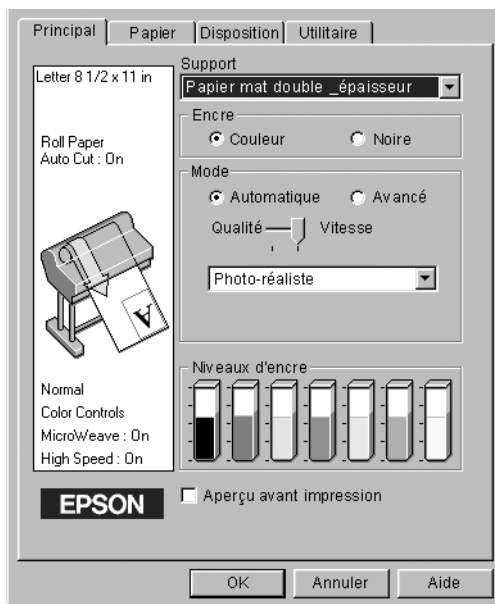 Principal Papier Disposition Utilitaire
Letter 8 1/2 x 11 in
Roll Paper
Auto Cut : On
A
Normal
Color Controls
MicroWeave : On
High Speed : On
EPSON
Support
Papier mat double _épaisseur
Encre
Couleur Noire
Mode
Automatique Avancé
Qualité Vitesse
Photo-réaliste
Niveaux d'encre
Aperçu avant impression
OK Annuler Aide